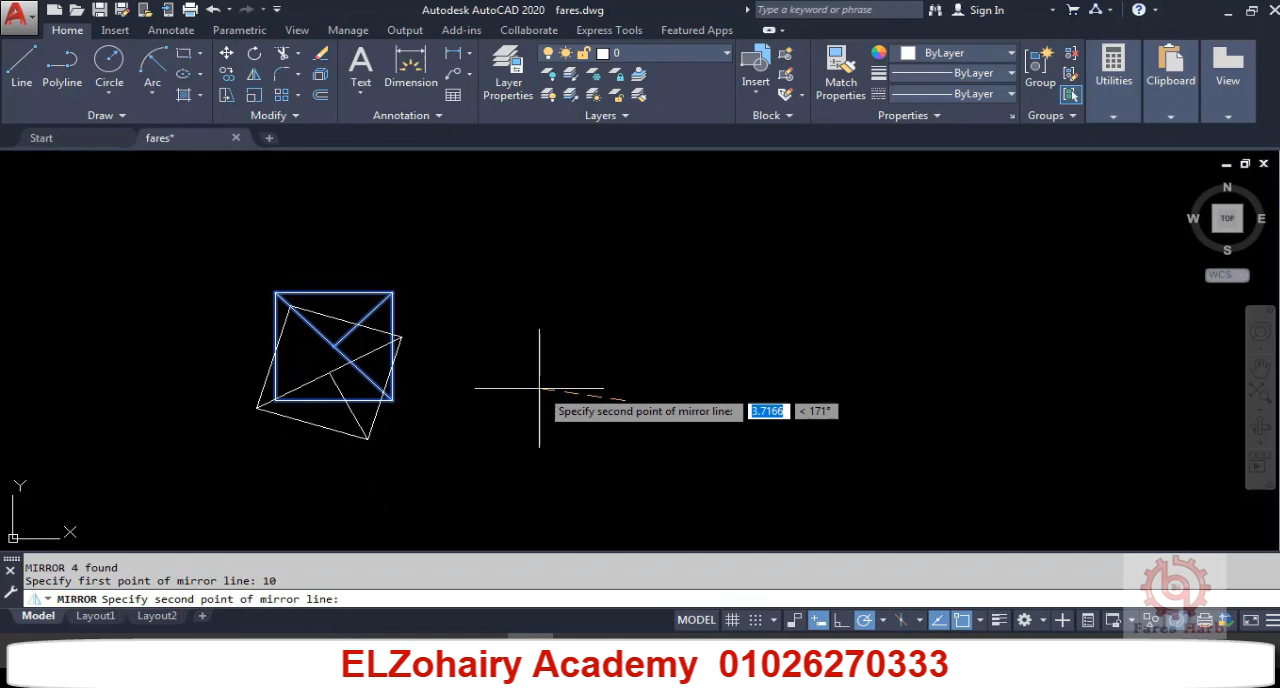 Autodesk AutoCAD 2020 fares.dwg
Type a keyword or phrase
Sign In
Home Insert Annotate Parametric View Manage Output Add-ins Collaborate Express Tools Featured Apps
Line Polyline Circle Arc
Draw
Modify
Text Dimension
Annotation
Layer
Properties
0
Layers
Insert
Block
Match
Properties
ByLayer
ByLayer
ByLayer
Properties
Group
Groups
Utilities
Clipboard
View
Start fares*
N
W TOP E
S
WCS
Specify second point of mirror line: 3.7166 < 171°
Y
X
MIRROR 4 found
Specify first point of mirror line: 10
MIRROR Specify second point of mirror line:
Model Layout1 Layout2 +
MODEL
ELZohairy Academy 01026270333